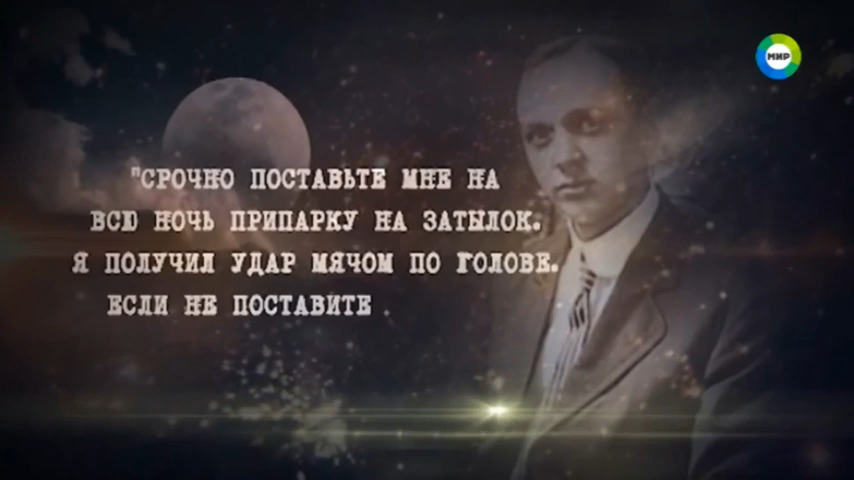 МИР
"СРОЧНО ПОСТАВЬТЕ МНЕ НА
ВСЮ НОЧЬ ПРИПАРКУ НА ЗАТЫЛОК.
Я ПОЛУЧИЛ УДАР МЯЧОМ ПО ГОЛОВЕ.
ЕСЛИ НЕ ПОСТАВИТЕ